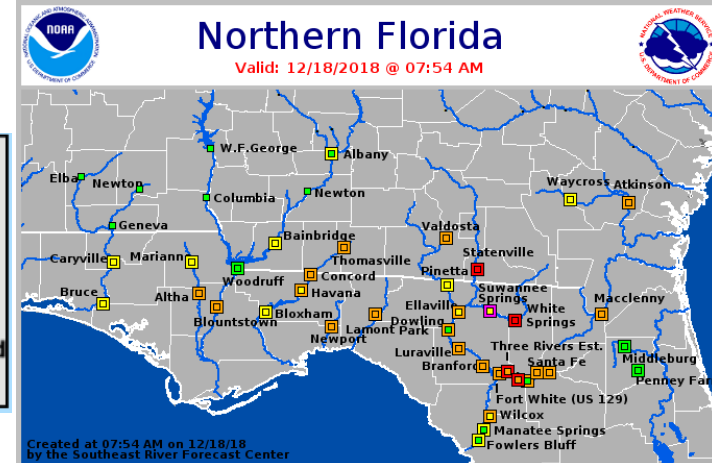 NOAA
Northern Florida
Valid: 12/18/2018 @ 07:54 AM
W.F.George
Albany
Elba
Newton
Newton
Columbia
Waycross
Atkinson
Geneva
Bainbridge
Valdosta
Statenville
Caryville
Mariann
Thomasville
Woodruff
Concord
Pinetta
Suwannee
Springs
Bruce
Altha
Havana
Ellaville
White
Springs
Macclenny
Blountstown
Bloxham
Dowling
Park
Lamont
Newport
Luraville
Three Rivers Est.
Branford
Santa Fe
Middleburg
Penney Far
Fort White (US 129)
Wilcox
Manatee Springs
Fowlers Bluff
Created at 07:54 AM on 12/18/18
by the Southeast River Forecast Center